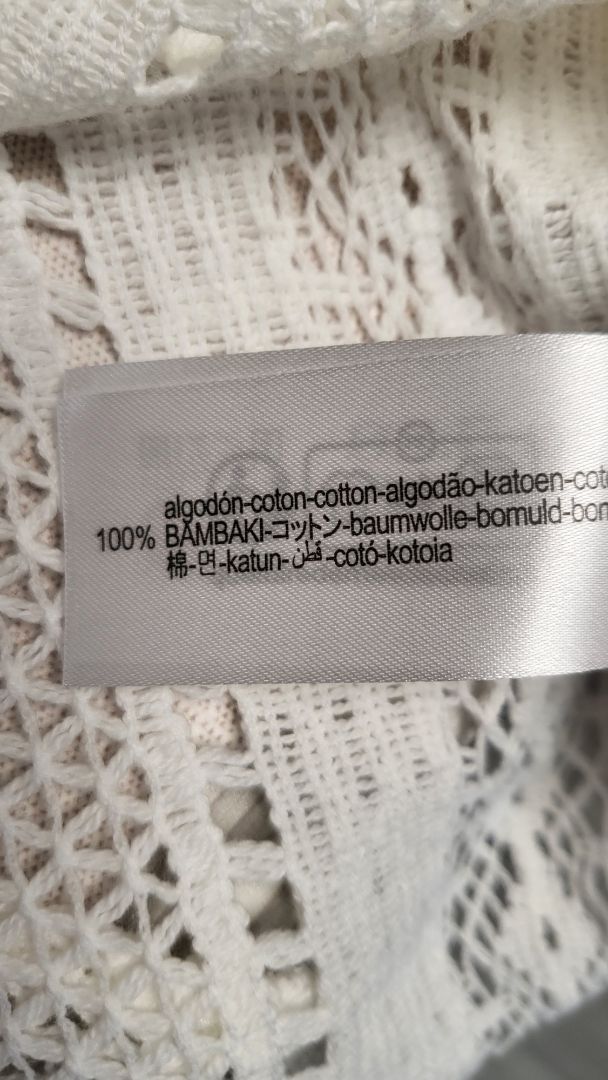 algodón-coton-cotton-algodão-katoen-cot
100% BAMBAKI-コットン-baumwolle-bomuld-bom
棉-면-katun-قطن-cotó-kotoia